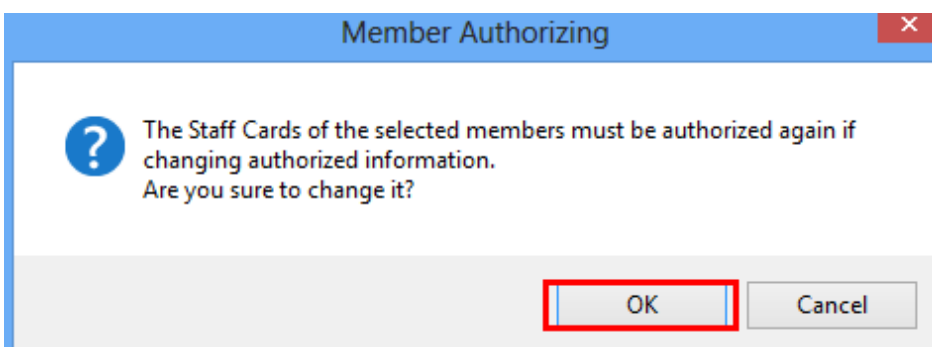 Member Authorizing
The Staff Cards of the selected members must be authorized again if
changing authorized information.
Are you sure to change it?
OK
Cancel